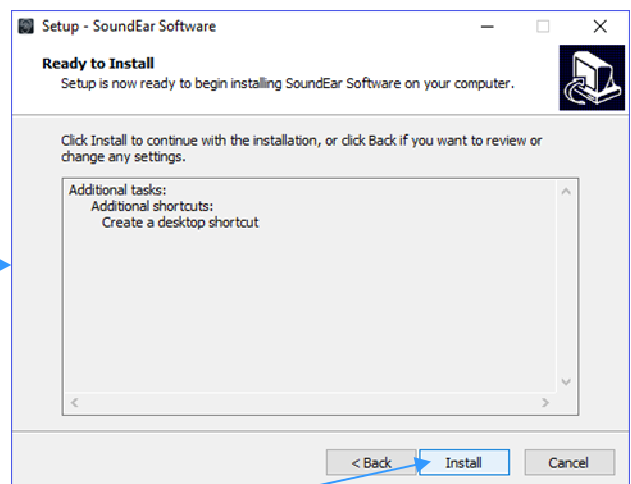 Setup - SoundEar Software
Ready to Install
Setup is now ready to begin installing SoundEar Software on your computer.
Click Install to continue with the installation, or click Back if you want to review or
change any settings.
Additional tasks:
Additional shortcuts:
Create a desktop shortcut
< Back Install Cancel